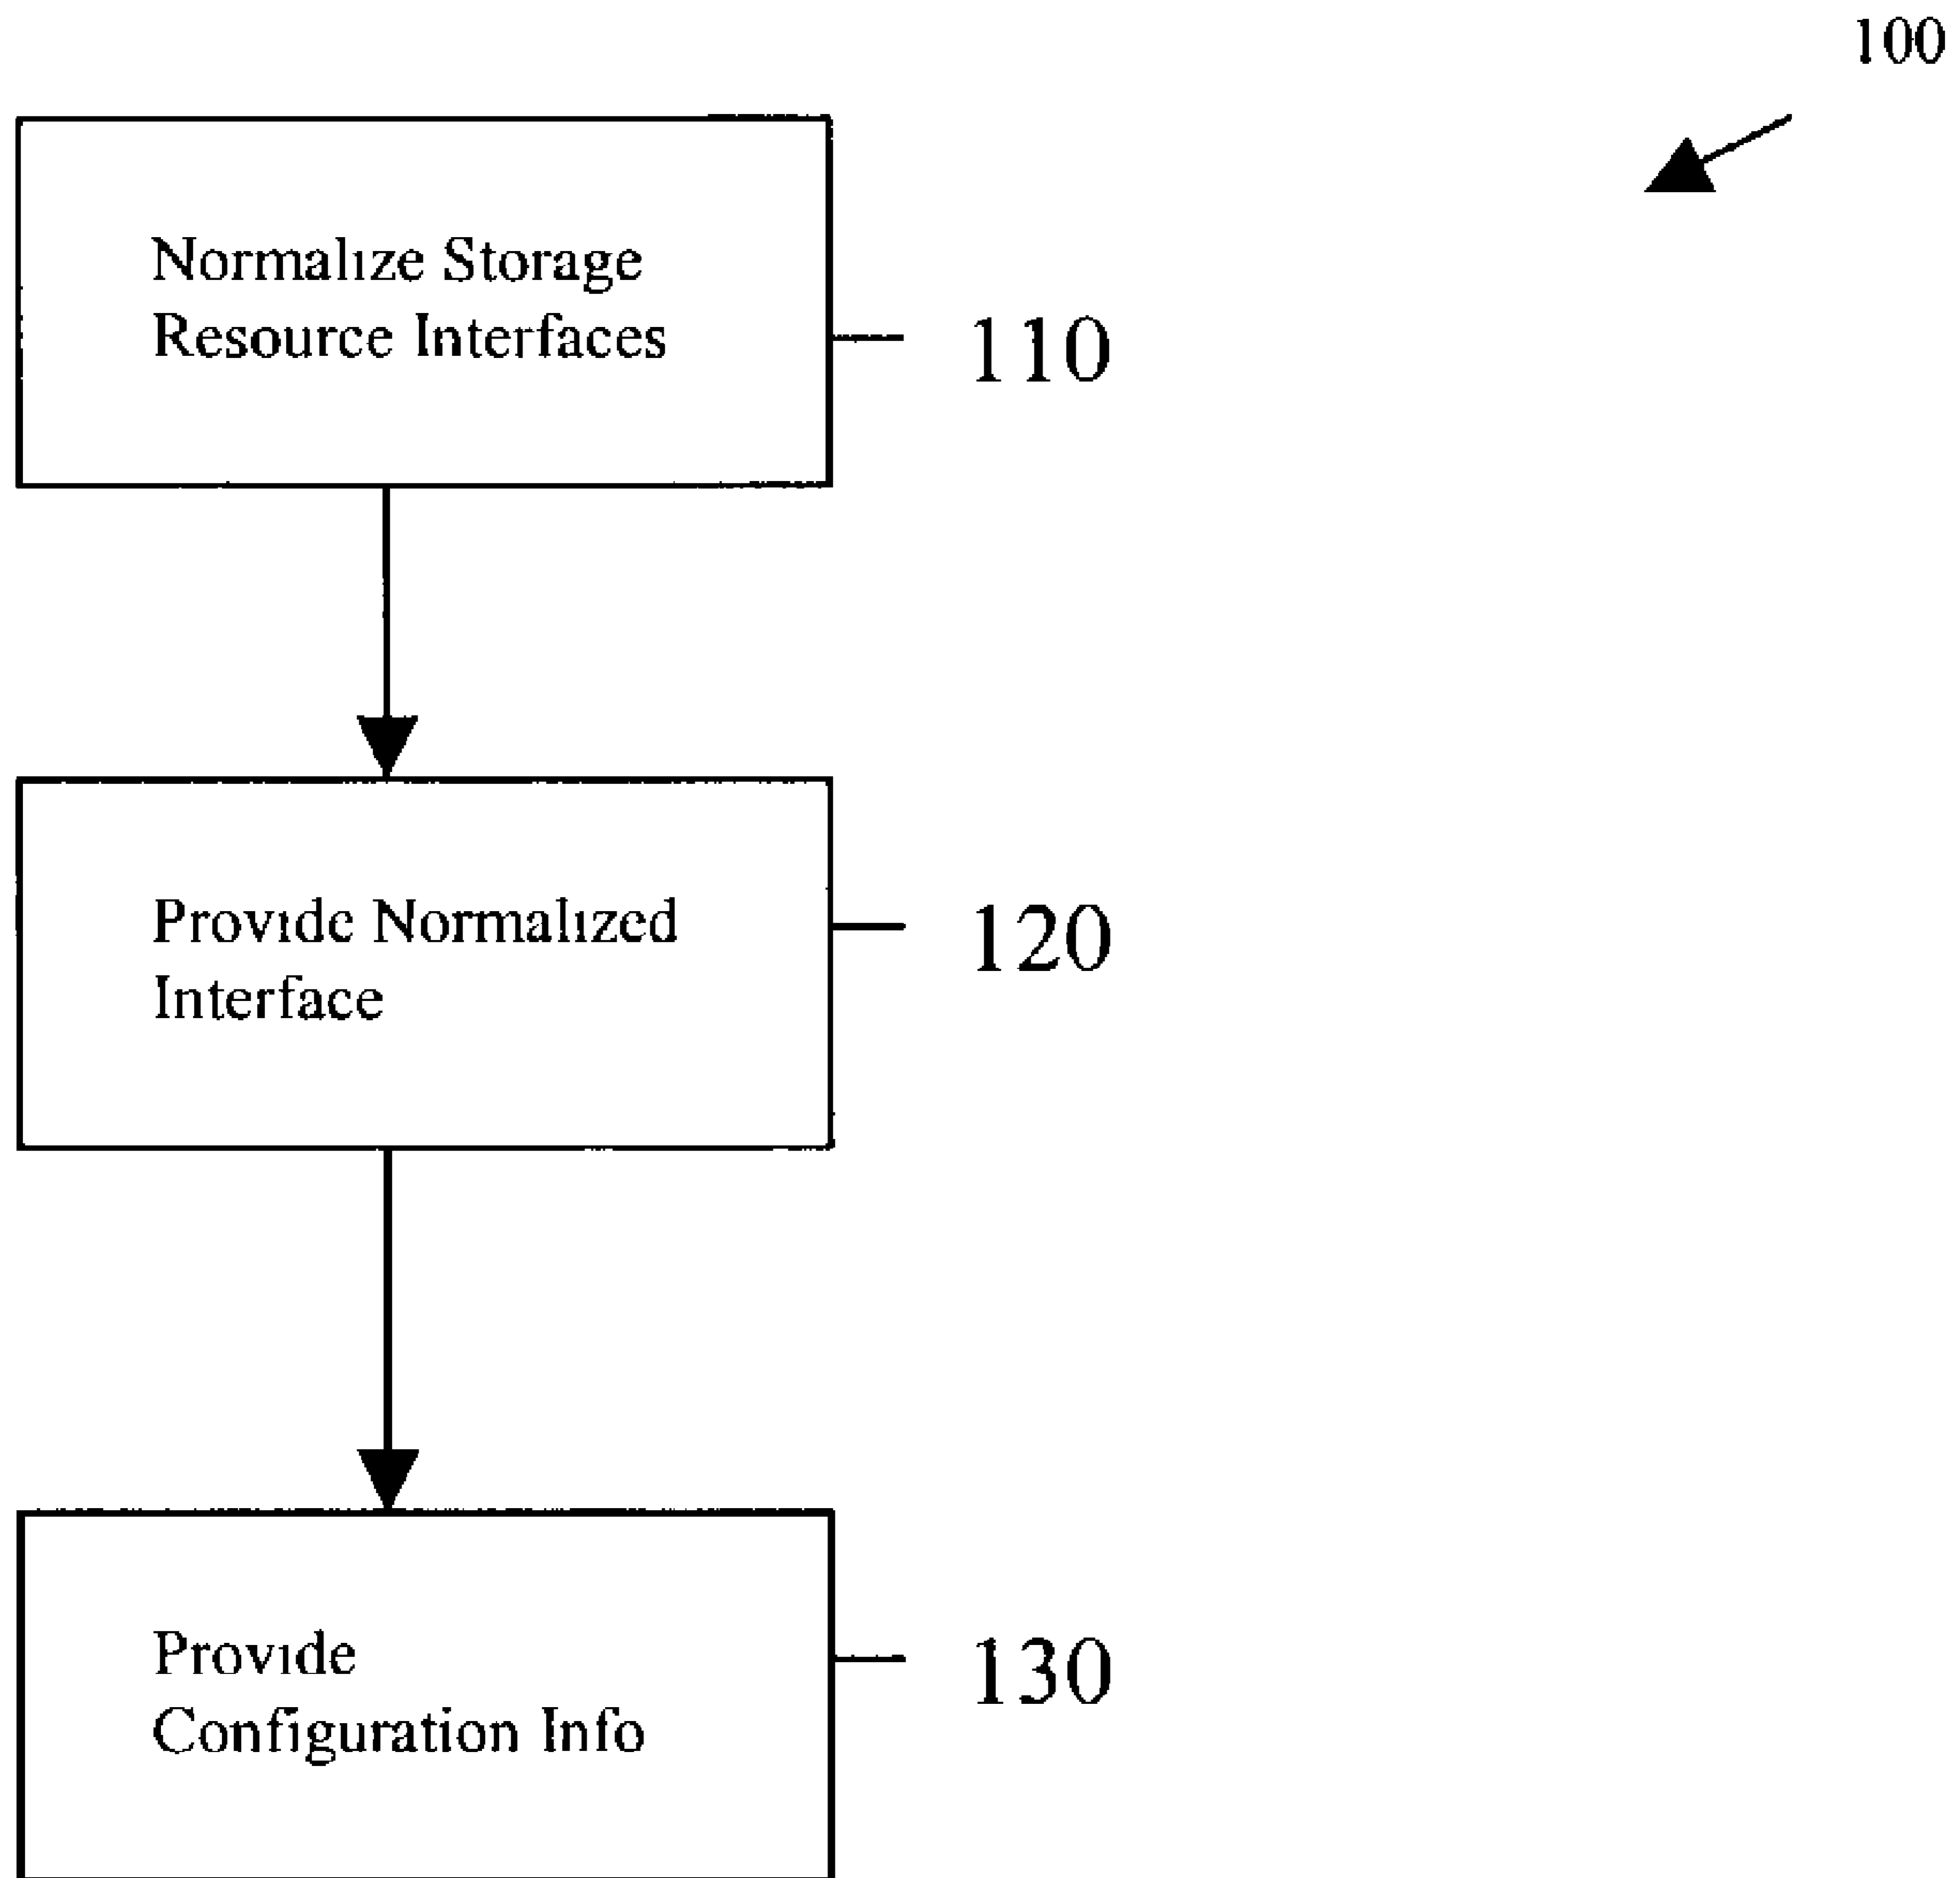 100
Normalize Storage
Resource Interfaces
110
Provide Normalized
Interface
120
Provide
Configuration Info
130